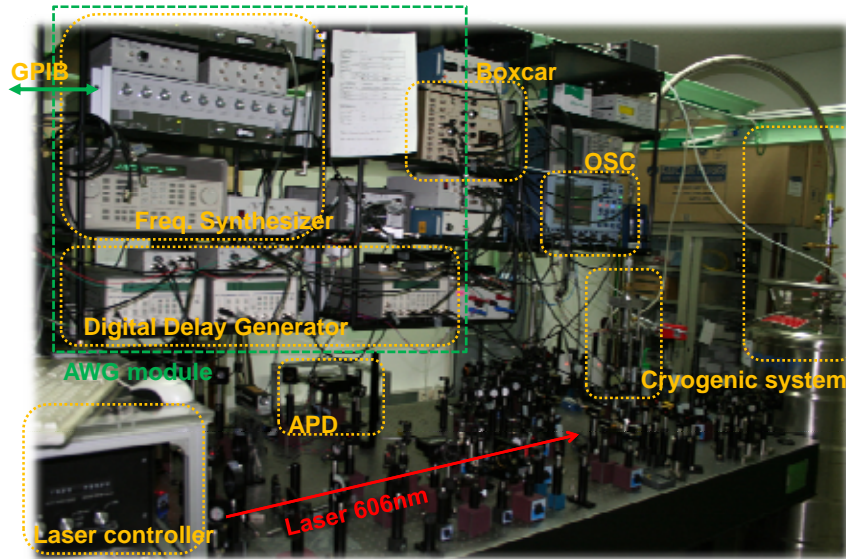 GPIB
Boxcar
OSC
Freq. Synthesizer
Digital Delay Generator
AWG module
Cryogenic system
APD
Laser 606nm
Laser controller